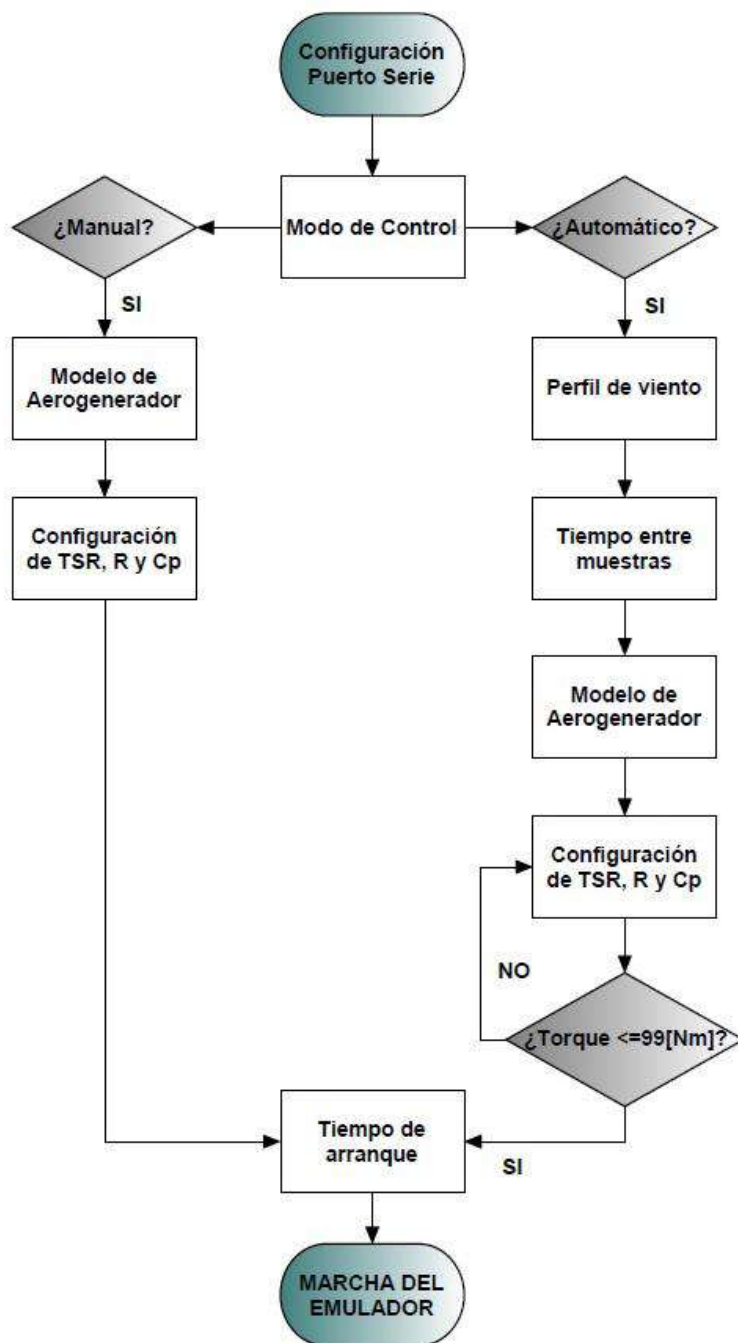 Configuración
Puerto Serie
¿Manual?
Modo de Control
¿Automático?
SI
SI
Modelo de
Aerogenerador
Perfil de viento
Configuración
de TSR, R y Cp
Tiempo entre
muestras
Modelo de
Aerogenerador
Configuración
de TSR, R y Cp
NO
¿Torque <=99[Nm]?
Tiempo de
arranque
SI
MARCHA DEL
EMULADOR